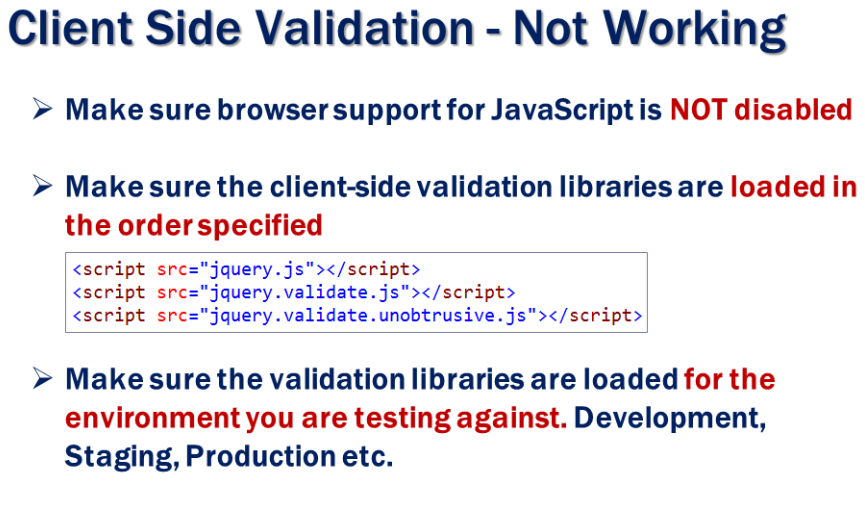 Client Side Validation - Not Working
Make sure browser support for JavaScript is NOT disabled
Make sure the client-side validation libraries are loaded in
the order specified
<script src="jquery.js"></script>
<script src="jquery.validate.js"></script>
<script src="jquery.validate.unobtrusive.js"></script>
Make sure the validation libraries are loaded for the
environment you are testing against. Development,
Staging, Production etc.